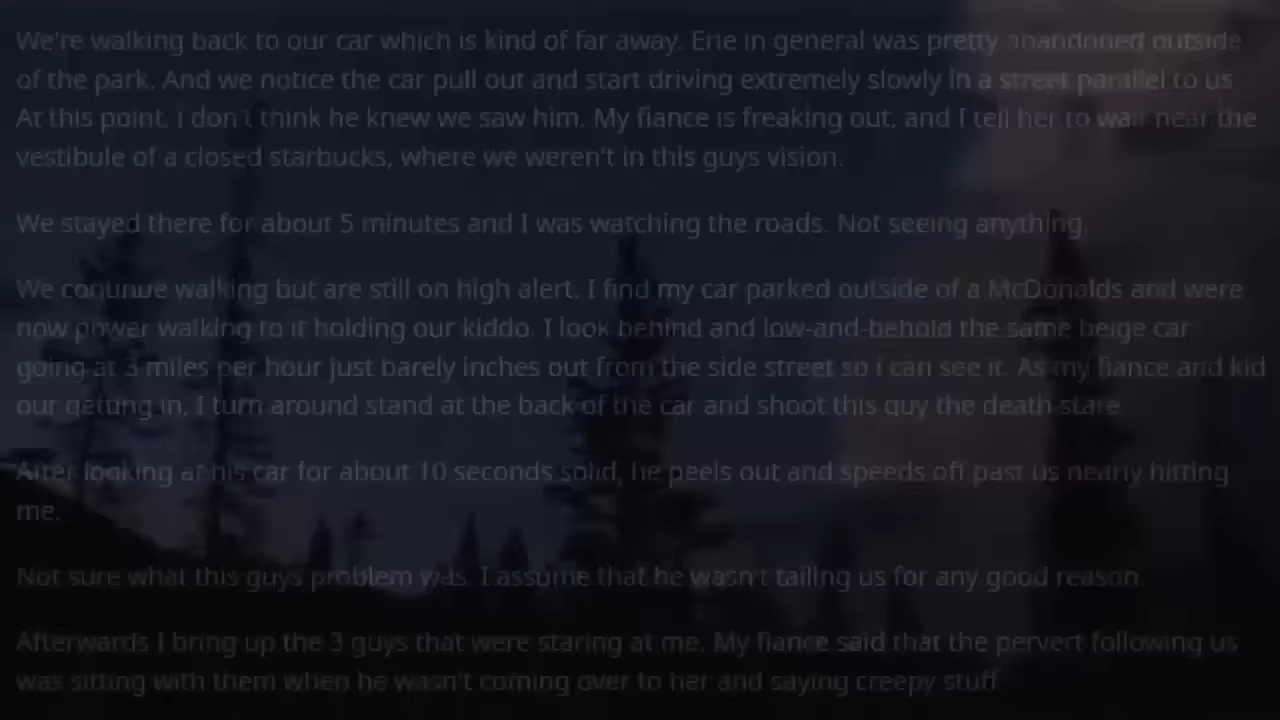 We're walking back to our car which is kind of far away. Erie in general was pretty abandoned outside
of the park. And we notice the car pull out and start driving extremely slowly in a street parallel to us
At this point. I don't think he knew we saw him. My fiance is freaking out, and I tell her to wait near the
vestibule of a closed starbucks, where we weren't in this guys vision.
We stayed there for about 5 minutes and I was watching the roads. Not seeing anything.
We conunue walking but are still on high alert. I find my car parked outside of a McDonalds and were
now power walking to it holding our kiddo. I look behind and low-and-behold the same beige car
going at 3 miles per hour just barely inches out from the side street so i can see it. As my fiance and kid
our getting in, I turn around stand at the back of the car and shoot this guy the death stare
After looking at his car for about 10 seconds solid, he peels out and speeds off past us nearly hitting
me.
Not sure what this guys problem was. I assume that he wasn't tailing us for any good reason.
Afterwards I bring up the 3 guys that were staring at me. My fiance said that the pervert following us
was sitting with them when he wasn't coming over to her and saying creepy stuff